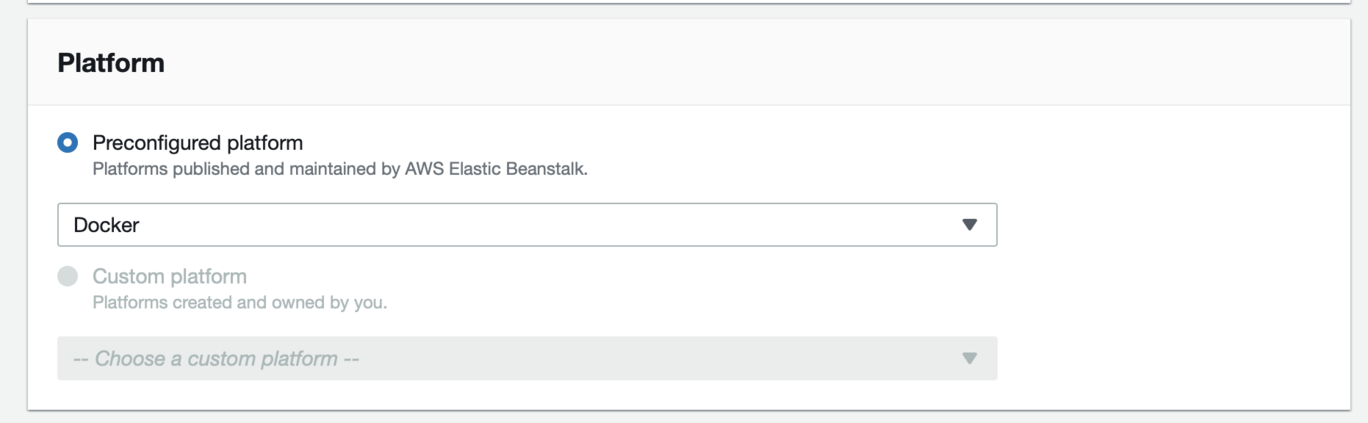 Platform
Preconfigured platform
Platforms published and maintained by AWS Elastic Beanstalk.
Docker
Custom platform
Platforms created and owned by you.
-- Choose a custom platform --